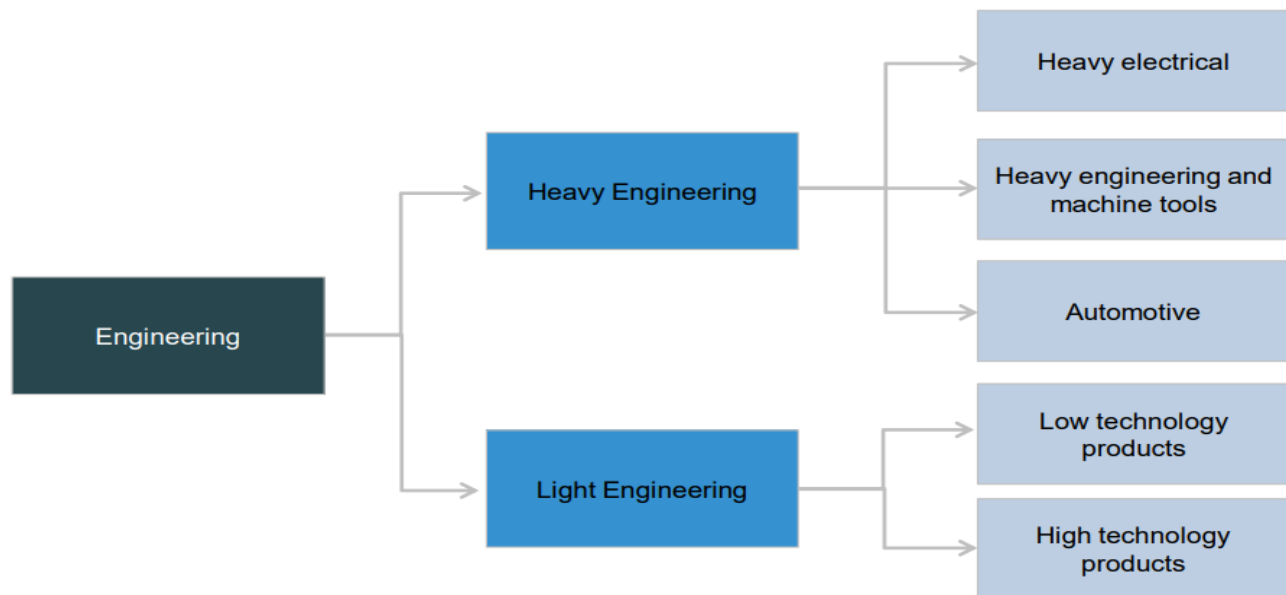 Engineering
Heavy Engineering
Light Engineering
Heavy electrical
Heavy engineering and
machine tools
Automotive
Low technology
products
High technology
products